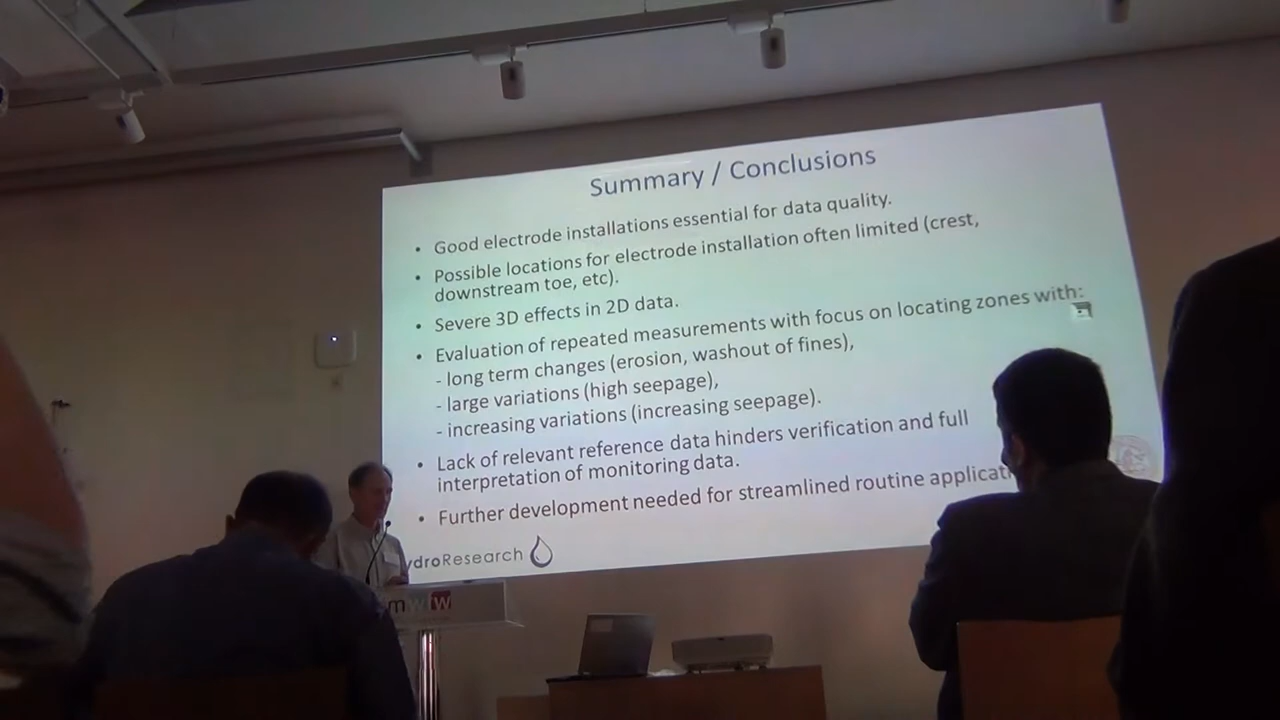 Summary / Conclusions
• Good electrode installations essential for data quality.
• Possible locations for electrode installation often limited (crest,
downstream toe, etc).
• Severe 3D effects in 2D data.
• Evaluation of repeated measurements with focus on locating zones with:
- long term changes (erosion, washout of fines),
- large variations (high seepage),
- increasing variations (increasing seepage).
• Lack of relevant reference data hinders verification and full
interpretation of monitoring data.
• Further development needed for streamlined routine applicat
ydroResearch
mwfw